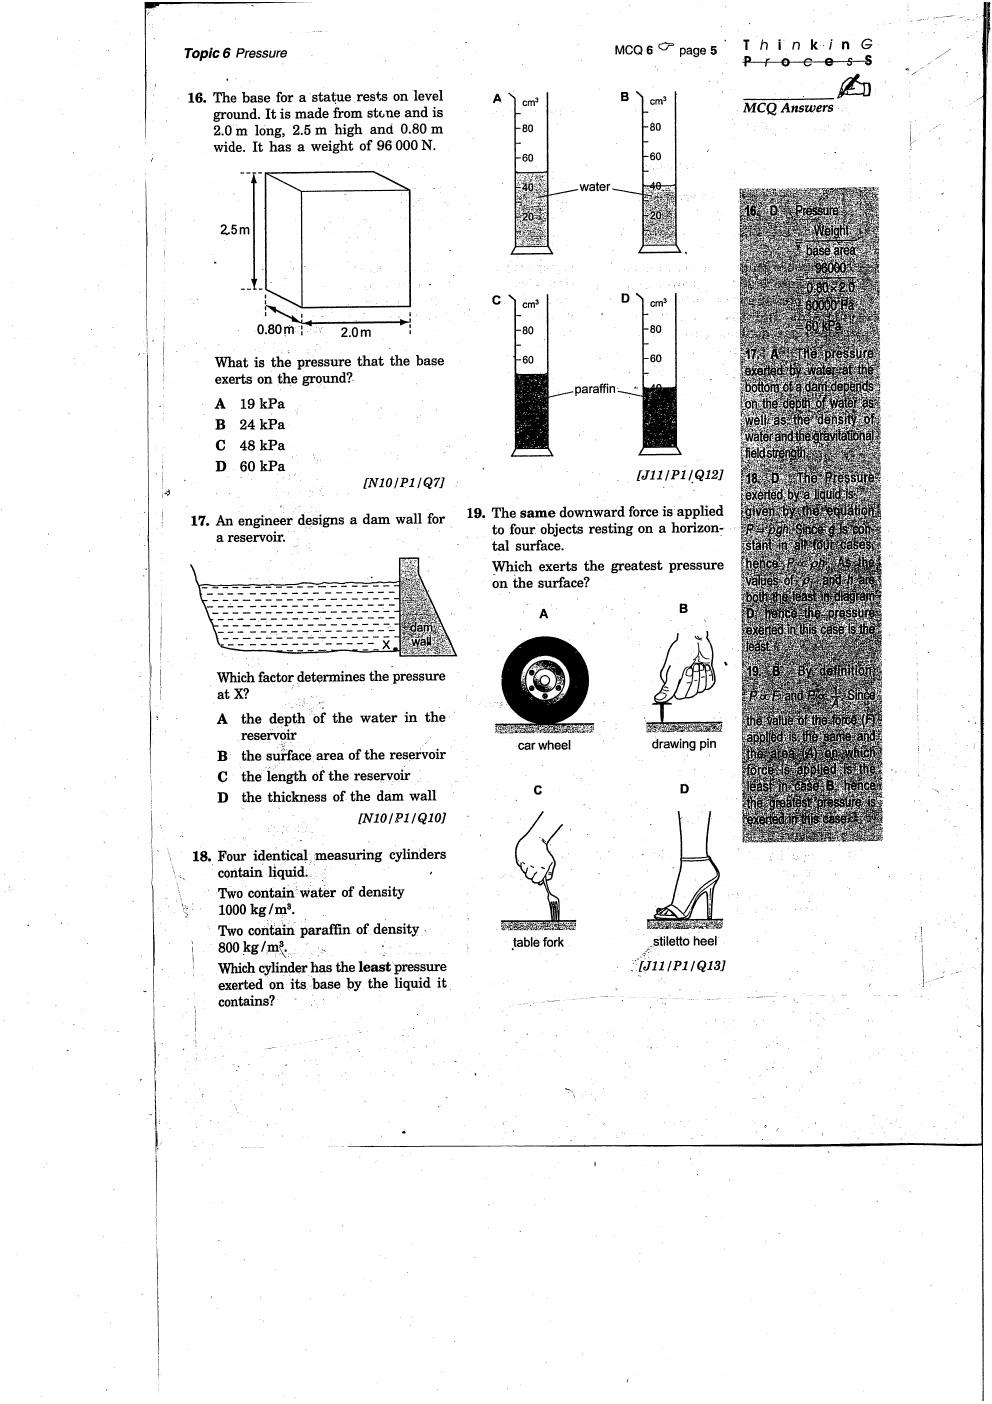 Topic 6 Pressure
MCQ 6 ☞ page 5
T h i n k i n G
P r o c e s S
MCQ Answers
16. The base for a statue rests on level
ground. It is made from stone and is
2.0 m long, 2.5 m high and 0.80 m
wide. It has a weight of 96 000 N.
2.5 m
0.80 m
2.0 m
What is the pressure that the base
exerts on the ground?
A 19 kPa
B 24 kPa
C 48 kPa
D 60 kPa
[N10/P1/Q7]
17. An engineer designs a dam wall for
a reservoir.
dam
wall
X
Which factor determines the pressure
at X?
A the depth of the water in the
reservoir
B the surface area of the reservoir
C the length of the reservoir
D the thickness of the dam wall
[N10/P1/Q10]
18. Four identical measuring cylinders
contain liquid.
Two contain water of density
1000 kg/m³.
Two contain paraffin of density
800 kg/m³.
Which cylinder has the least pressure
exerted on its base by the liquid it
contains?
A
cm³
80
60
40
20
B
cm³
80
60
40
20
water
C
cm³
80
60
D
cm³
80
60
40
paraffin
[J11/P1/Q12]
19. The same downward force is applied
to four objects resting on a horizon-
tal surface.
Which exerts the greatest pressure
on the surface?
A
B
car wheel
drawing pin
C
D
table fork
stiletto heel
[J11/P1/Q13]
16. D Pressure
= Weight
base area
= 96000
0.80 × 2.0
= 60000 Pa
= 60 kPa
17. A The pressure
exerted by water at the
bottom of a dam depends
on the depth of water as
well as the density of
water and the gravitational
field strength.
18. D The Pressure
exerted by a liquid is
given by the equation
P = ρgh. Since g is con-
stant in all four cases,
hence P ∝ ρh. As the
values of ρ and h are
both the least in diagram
D, hence the pressure
exerted in this case is the
least.
19. B By definition
P ∝ F and P ∝ 1/A. Since
the value of the force (F)
applied is the same and
the area (A) on which
force is applied is the
least in case B, hence
the greatest pressure is
exerted in this case.